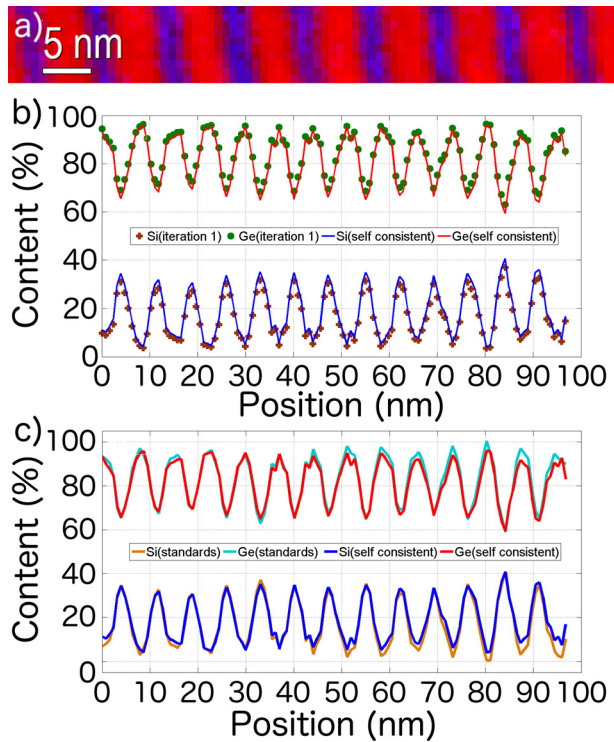 a)
5 nm
b)
100
80
60
40
20
0
Content (%)
Si(iteration 1) Ge(iteration 1) Si(self consistent) Ge(self consistent)
0 10 20 30 40 50 60 70 80 90 100
Position (nm)
c)
100
80
60
40
20
0
Content (%)
Si(standards) Ge(standards) Si(self consistent) Ge(self consistent)
0 10 20 30 40 50 60 70 80 90 100
Position (nm)